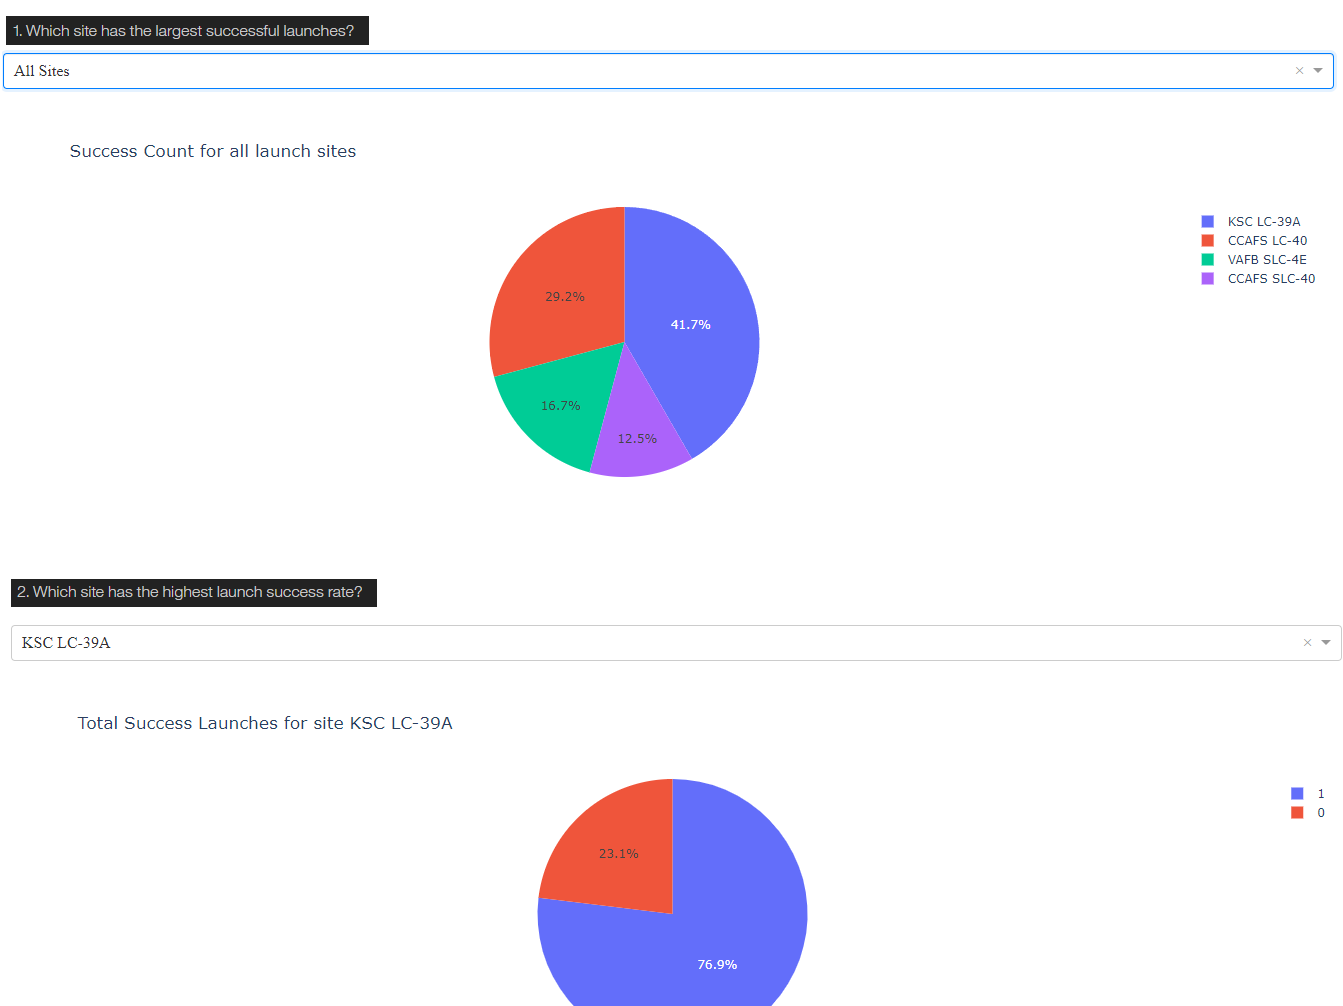 1. Which site has the largest successful launches?
All Sites
Success Count for all launch sites
KSC LC-39A
CCAFS LC-40
VAFB SLC-4E
CCAFS SLC-40
29.2%
41.7%
16.7%
12.5%
2. Which site has the highest launch success rate?
KSC LC-39A
Total Success Launches for site KSC LC-39A
1
0
23.1%
76.9%